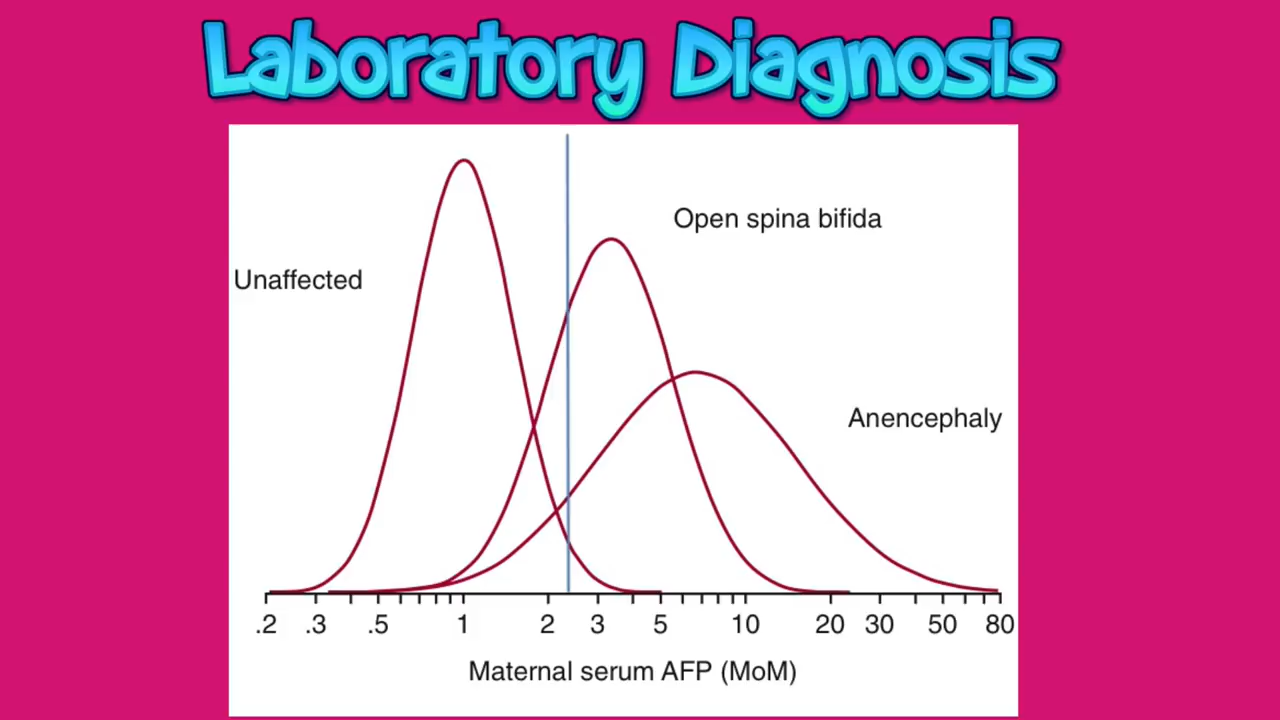 Laboratory Diagnosis
Open spina bifida
Unaffected
Anencephaly
.2 .3 .5 1 2 3 5 10 20 30 50 80
Maternal serum AFP (MoM)